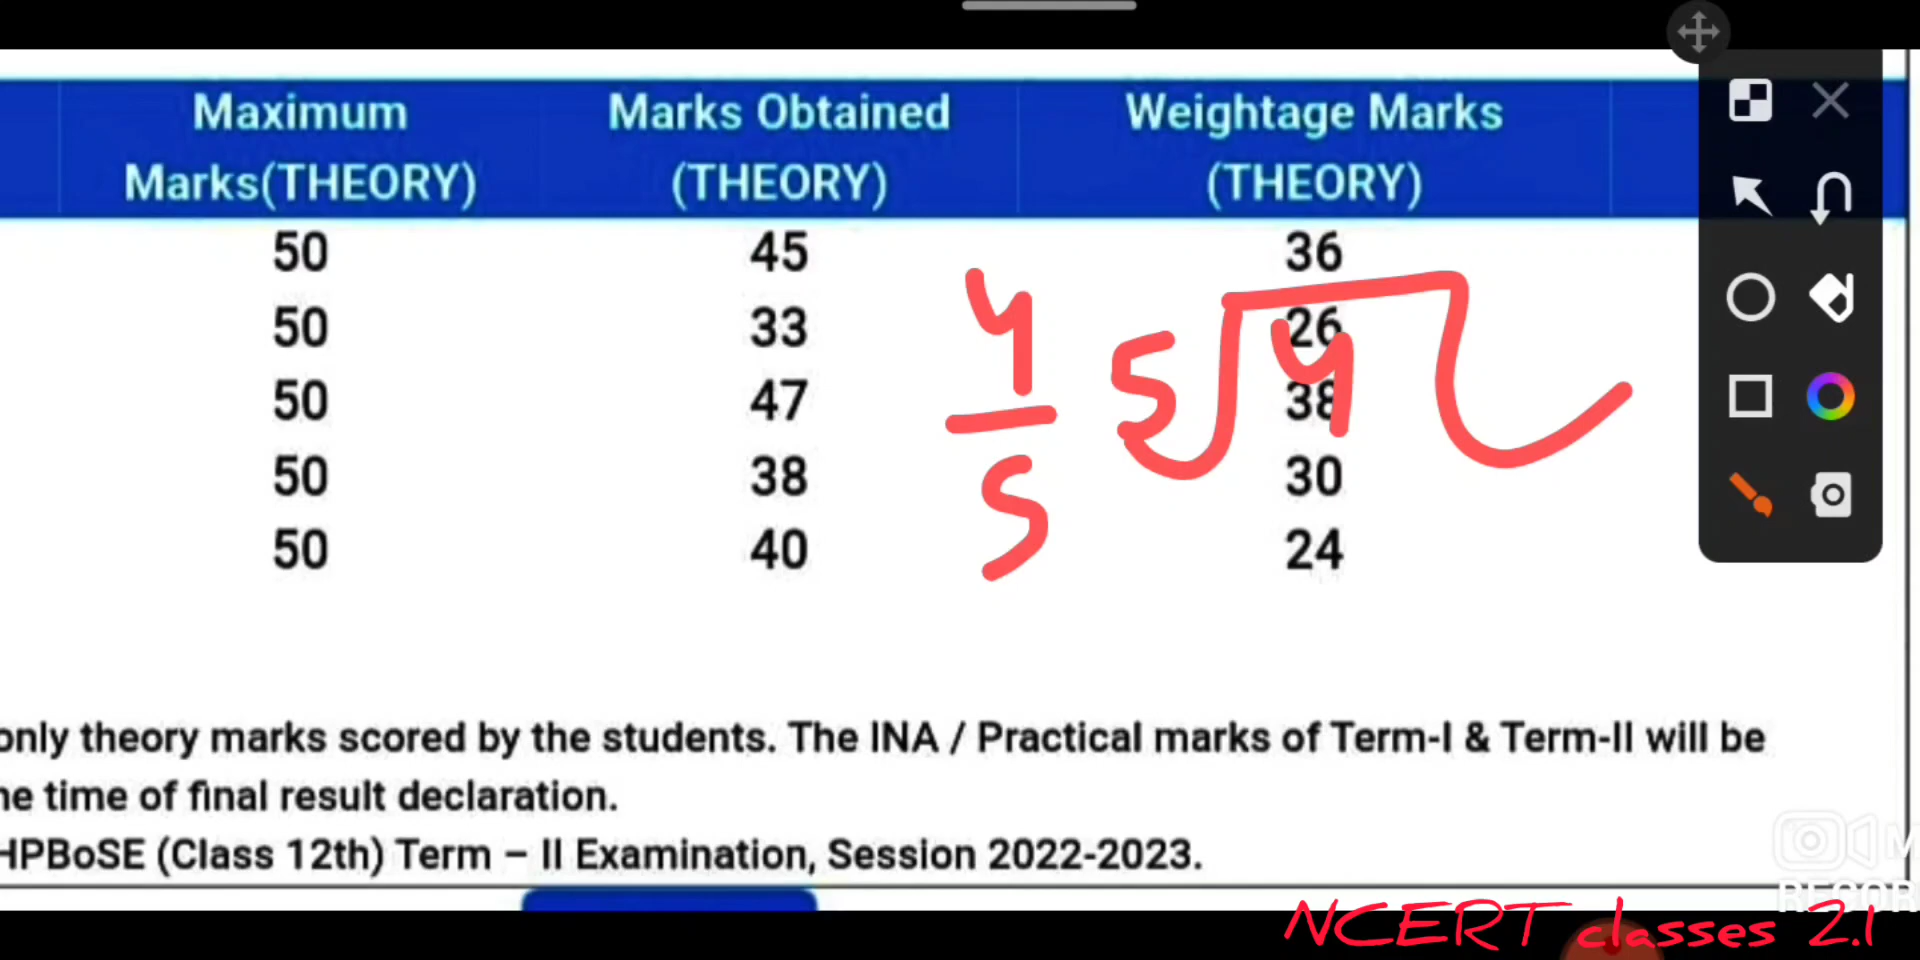 Maximum Marks Obtained Weightage Marks
Marks(THEORY) (THEORY) (THEORY)
50 45 36
50 33 26
50 47 38
50 38 30
50 40 24
4
5
5 4
only theory marks scored by the students. The INA / Practical marks of Term-I & Term-II will be
he time of final result declaration.
HPBoSE (Class 12th) Term – II Examination, Session 2022-2023.
NCERT classes 2.1